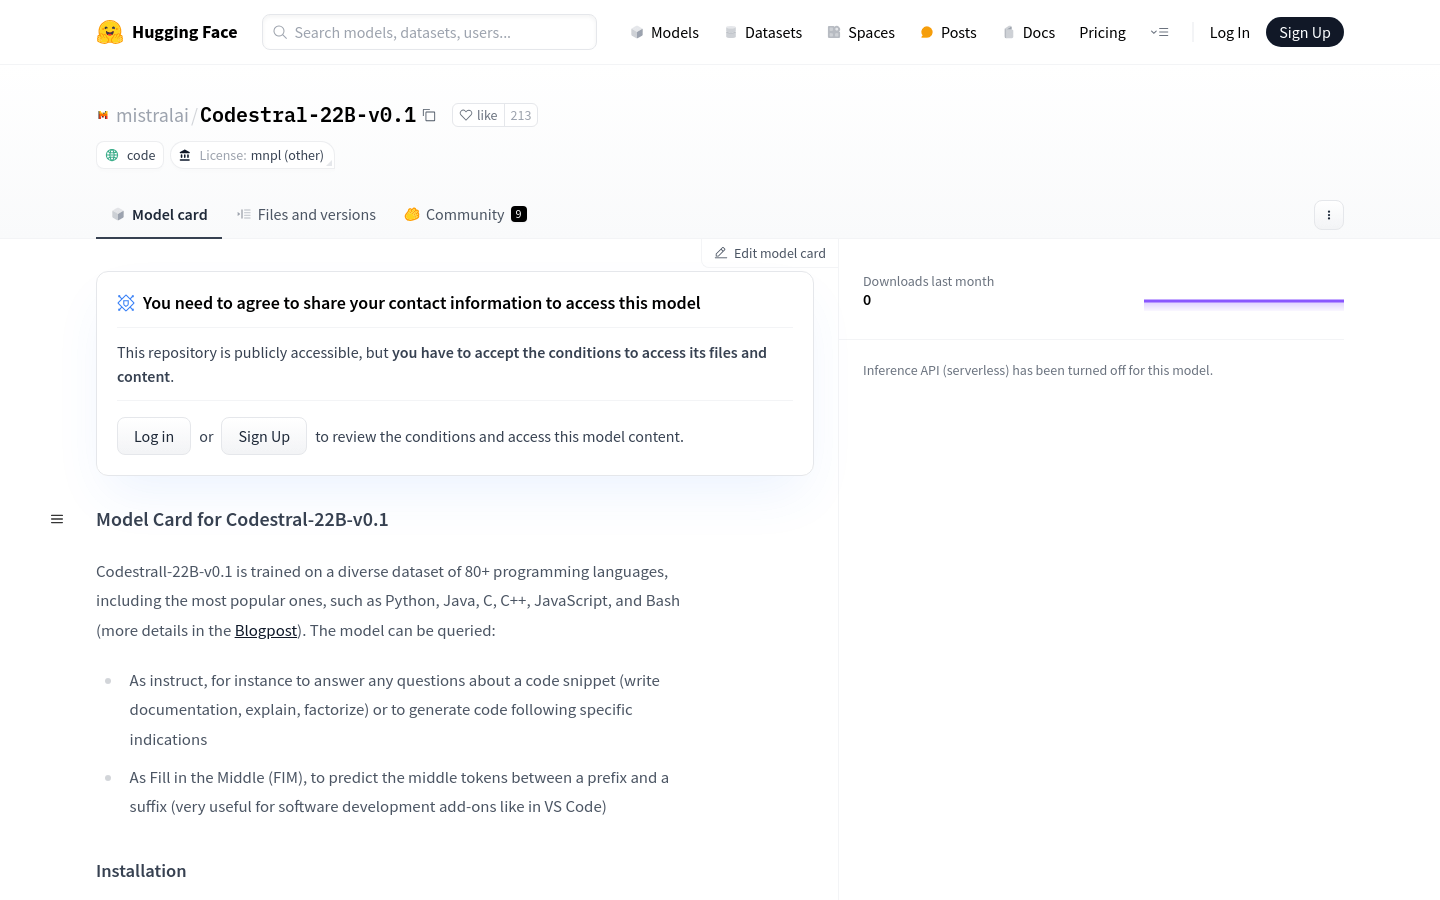 Hugging Face
Search models, datasets, users...
Models
Datasets
Spaces
Posts
Docs
Pricing
Log In
Sign Up
mistralai/Codestral-22B-v0.1
like 213
code
License: mnpl (other)
Model card
Files and versions
Community 9
Edit model card
You need to agree to share your contact information to access this model
This repository is publicly accessible, but you have to accept the conditions to access its files and
content.
Log in or Sign Up to review the conditions and access this model content.
Downloads last month
0
Inference API (serverless) has been turned off for this model.
Model Card for Codestral-22B-v0.1
Codestrall-22B-v0.1 is trained on a diverse dataset of 80+ programming languages,
including the most popular ones, such as Python, Java, C, C++, JavaScript, and Bash
(more details in the Blogpost). The model can be queried:
As instruct, for instance to answer any questions about a code snippet (write
documentation, explain, factorize) or to generate code following specific
indications
As Fill in the Middle (FIM), to predict the middle tokens between a prefix and a
suffix (very useful for software development add-ons like in VS Code)
Installation